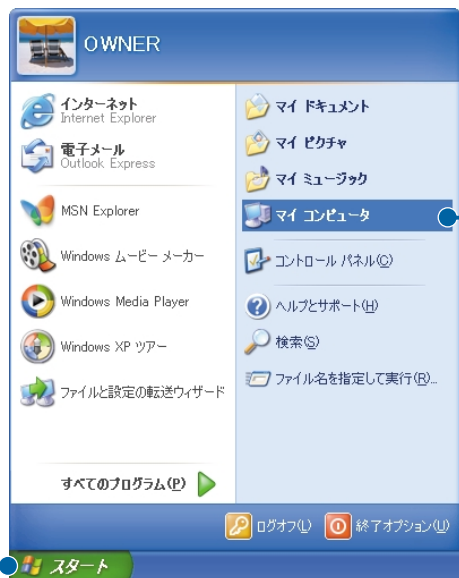 OWNER
インターネット
Internet Explorer
電子メール
Outlook Express
MSN Explorer
Windows ムービー メーカー
Windows Media Player
Windows XP ツアー
ファイルと設定の転送ウィザード
すべてのプログラム(P)
マイ ドキュメント
マイ ピクチャ
マイ ミュージック
マイ コンピュータ
コントロール パネル(C)
ヘルプとサポート(H)
検索(S)
ファイル名を指定して実行(R)...
ログオフ(L)
終了オプション(U)
スタート